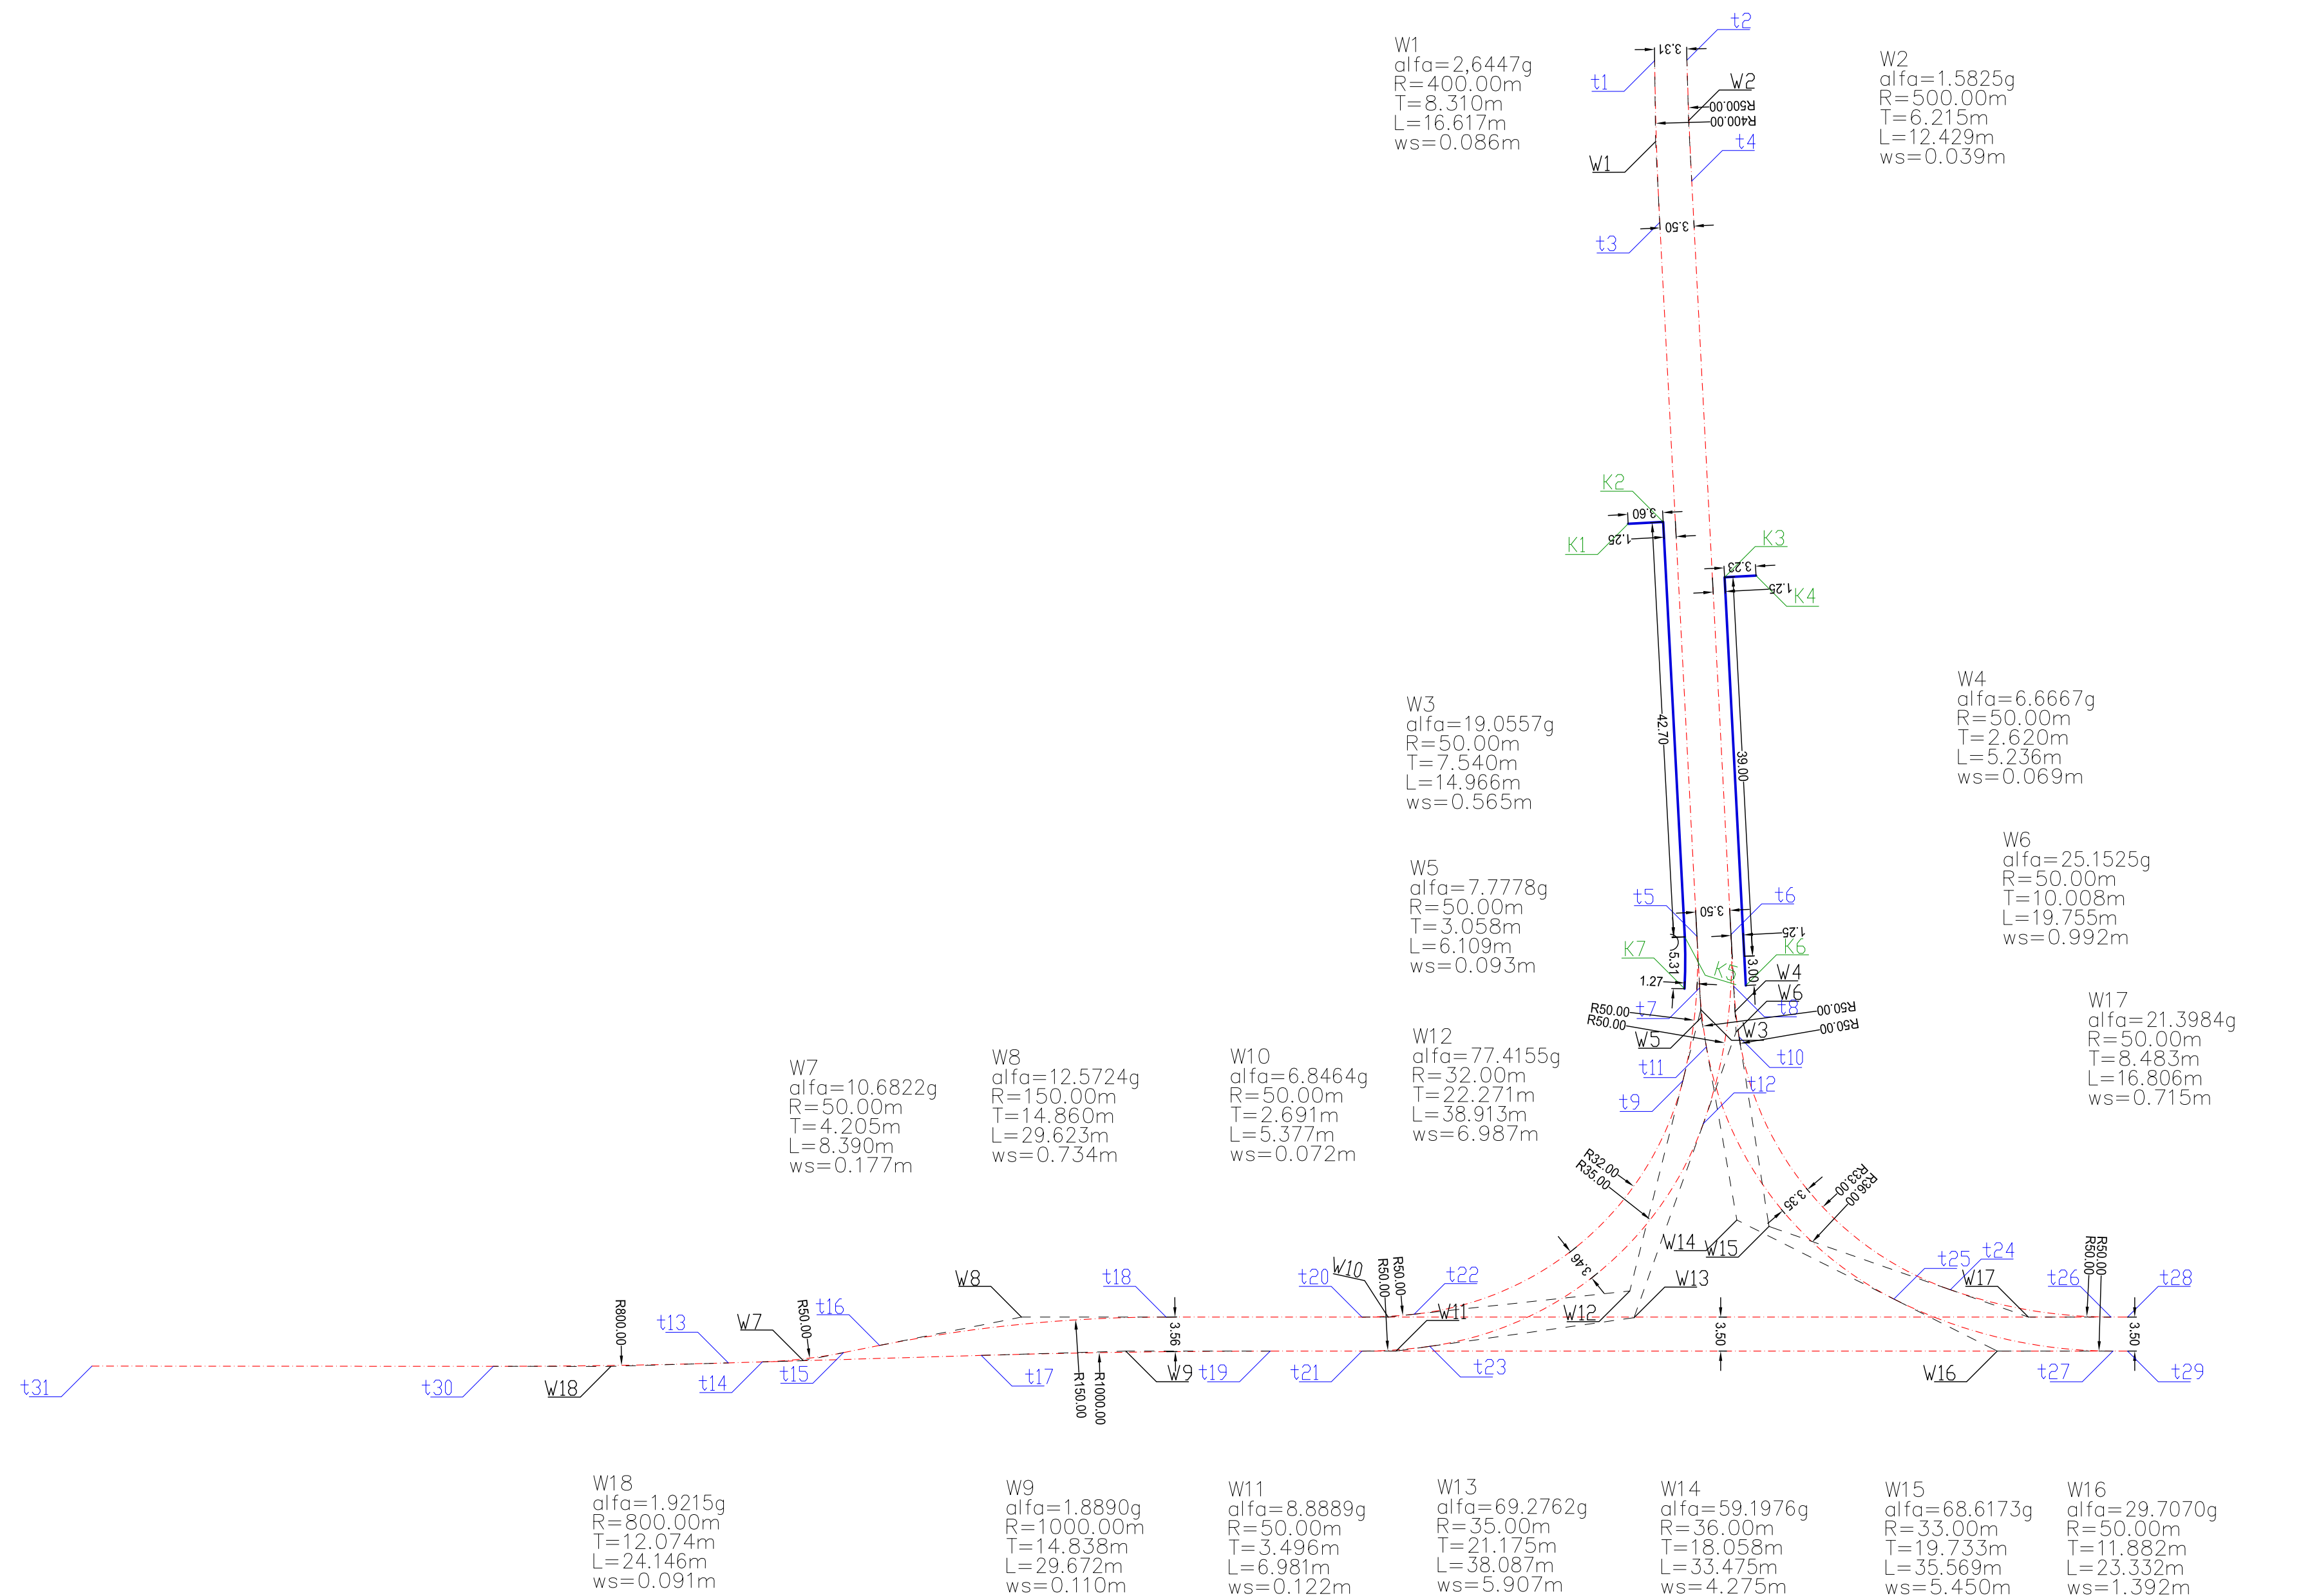 t2
3.31
W1
alfa=2,6447g
R=400.00m
T=8.310m
L=16.617m
ws=0.086m
W2
alfa=1.5825g
R=500.00m
T=6.215m
L=12.429m
ws=0.039m
t1
W2
R500.00
R400.00
t4
W1
3.50
t3
K2
3.60
K1
1.25
K3
3.23
1.25
K4
42.70
39.00
W3
alfa=19.0557g
R=50.00m
T=7.540m
L=14.966m
ws=0.565m
W4
alfa=6.6667g
R=50.00m
T=2.620m
L=5.236m
ws=0.069m
W5
alfa=7.7778g
R=50.00m
T=3.058m
L=6.109m
ws=0.093m
W6
alfa=25.1525g
R=50.00m
T=10.008m
L=19.755m
ws=0.992m
t5
3.50
t6
1.25
K7
5.31
K5
K6
3.00
1.27
W4
W6
t7
t8
R50.00
R50.00
R50.00
R50.00
W5
W3
t11
t10
t9
t12
W17
alfa=21.3984g
R=50.00m
T=8.483m
L=16.806m
ws=0.715m
W7
alfa=10.6822g
R=50.00m
T=4.205m
L=8.390m
ws=0.177m
W8
alfa=12.5724g
R=150.00m
T=14.860m
L=29.623m
ws=0.734m
W10
alfa=6.8464g
R=50.00m
T=2.691m
L=5.377m
ws=0.072m
W12
alfa=77.4155g
R=32.00m
T=22.271m
L=38.913m
ws=6.987m
R32.00
R35.00
R36.00
R33.00
3.35
3.46
W14
W15
W10
R50.00
R50.00
W8
t18
t20
t22
W13
W12
W11
t25
t24
W17
t26
R50.00
R50.00
t28
R800.00
t13
W7
R50.00
t16
3.56
3.50
3.50
t31
t30
W18
t14
t15
t17
R150.00
R1000.00
W9
t19
t21
t23
W16
t27
t29
W18
alfa=1.9215g
R=800.00m
T=12.074m
L=24.146m
ws=0.091m
W9
alfa=1.8890g
R=1000.00m
T=14.838m
L=29.672m
ws=0.110m
W11
alfa=8.8889g
R=50.00m
T=3.496m
L=6.981m
ws=0.122m
W13
alfa=69.2762g
R=35.00m
T=21.175m
L=38.087m
ws=5.907m
W14
alfa=59.1976g
R=36.00m
T=18.058m
L=33.475m
ws=4.275m
W15
alfa=68.6173g
R=33.00m
T=19.733m
L=35.569m
ws=5.450m
W16
alfa=29.7070g
R=50.00m
T=11.882m
L=23.332m
ws=1.392m